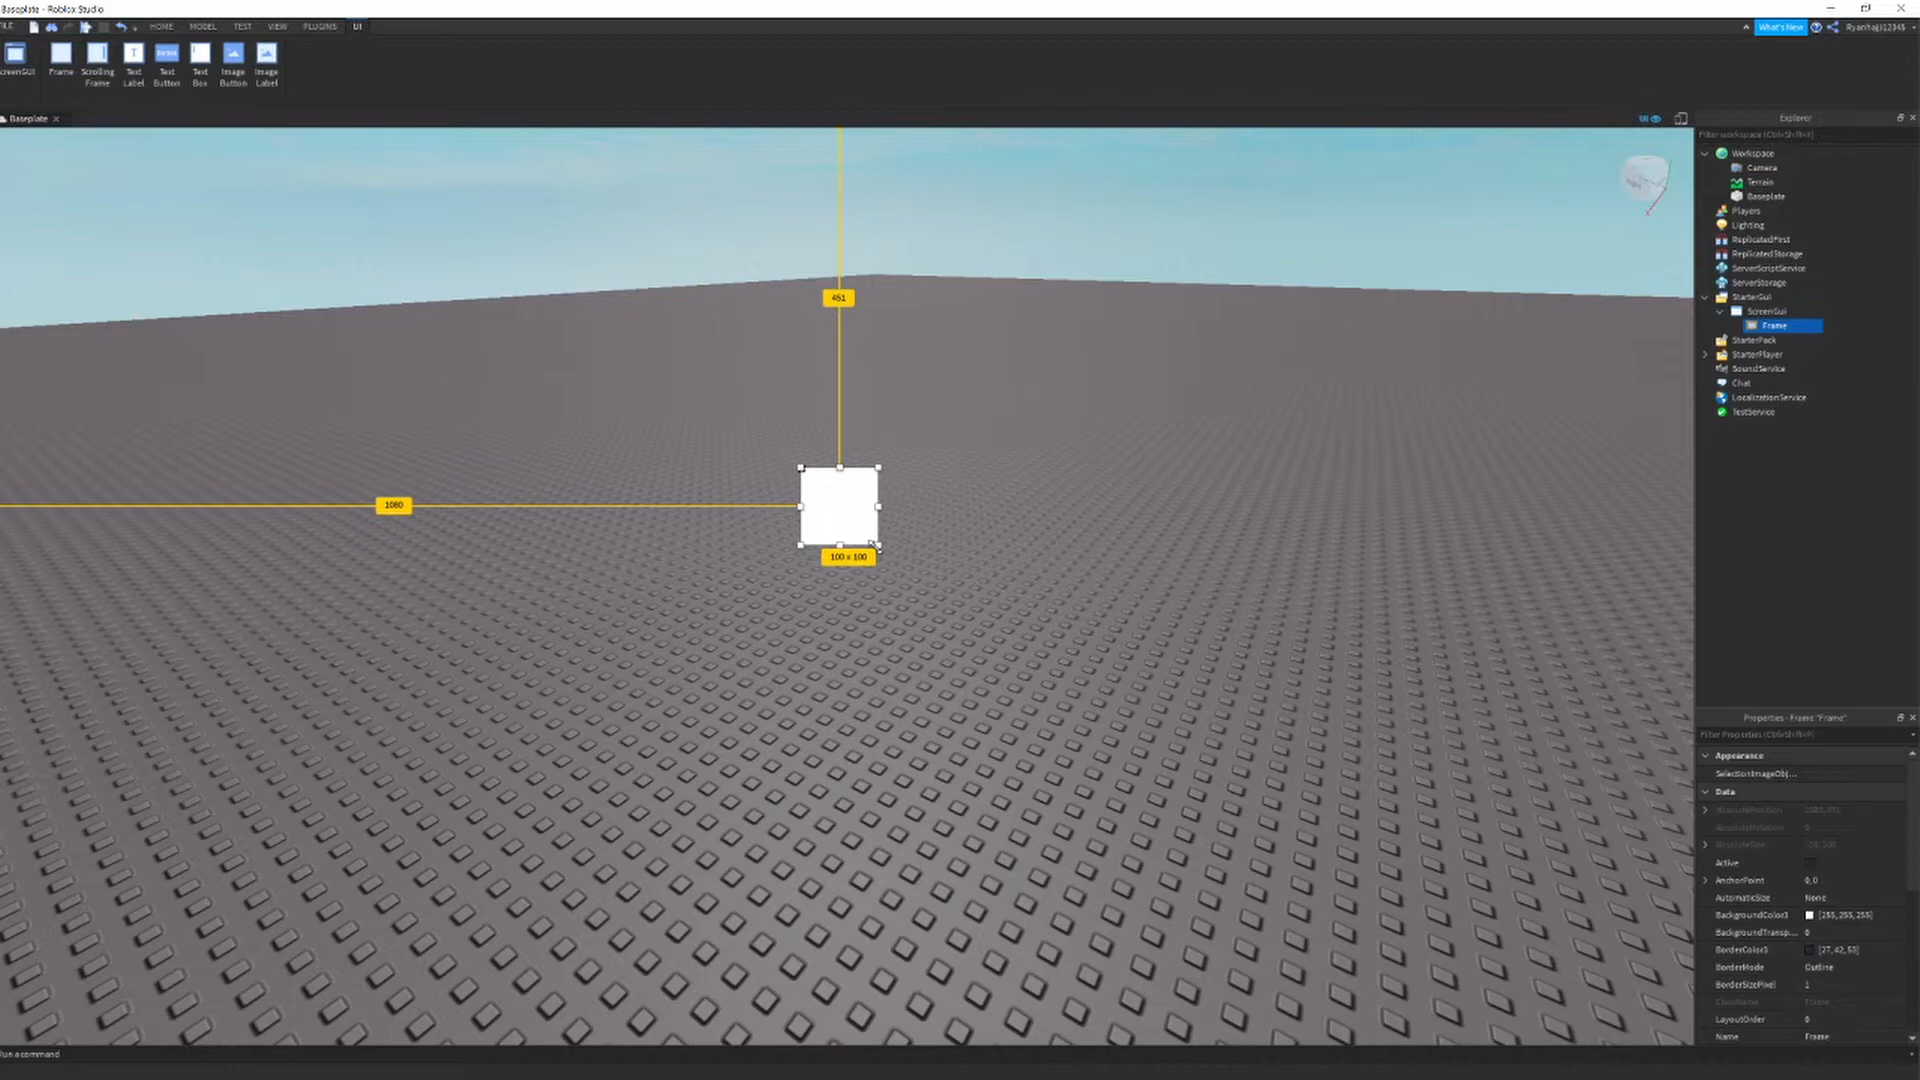 Baseplate - Roblox Studio
FILE HOME MODEL TEST VIEW PLUGINS UI
What's New
Ryanhajj12345
ScreenGUI
Frame
Scrolling Frame
Text Label
Text Button
Text Box
Image Button
Image Label
Baseplate
UI
Explorer
Filter workspace (Ctrl+Shift+X)
Workspace
Camera
Terrain
Baseplate
Players
Lighting
ReplicatedFirst
ReplicatedStorage
ServerScriptService
ServerStorage
StarterGui
ScreenGui
Frame
StarterPack
StarterPlayer
SoundService
Chat
LocalizationService
TestService
451
1080
100 x 100
Properties - Frame "Frame"
Filter Properties (Ctrl+Shift+P)
Appearance
SelectionImageObj...
Data
AbsolutePosition
AbsoluteRotation 0
AbsoluteSize 100, 100
Active
AnchorPoint 0, 0
AutomaticSize None
BackgroundColor3 [255, 255, 255]
BackgroundTransp... 0
BorderColor3 [27, 42, 53]
BorderMode Outline
BorderSizePixel 1
ClassName Frame
LayoutOrder 0
Name Frame
Run a command